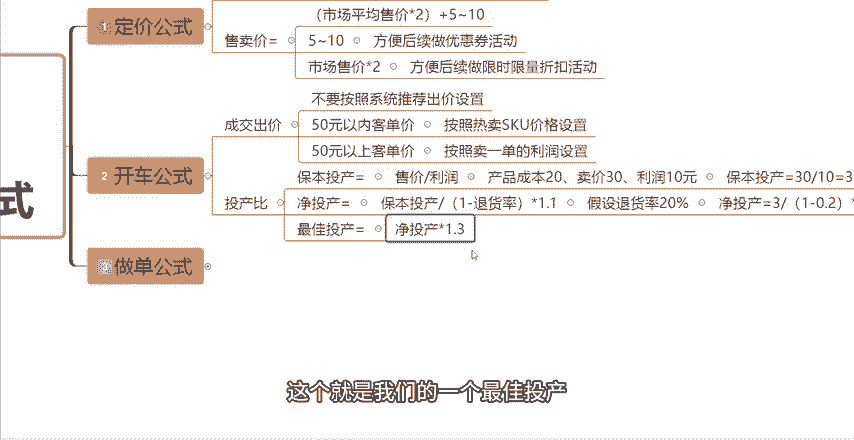 1 定价公式
（市场平均售价*2）+5~10
售卖价= 5~10 方便后续做优惠券活动
市场售价*2 方便后续做限时限量折扣活动
不要按照系统推荐出价设置
成交出价 50元以内客单价 按照热卖SKU价格设置
50元以上客单价 按照卖一单的利润设置
式
2 开车公式
保本投产= 售价/利润 产品成本20、卖价30、利润10元 保本投产=30/10=3
投产比 净投产= 保本投产/（1-退货率）*1.1 假设退货率20% 净投产=3/（1-0.2）*
最佳投产= 净投产*1.3
做单公式
这个就是我们的一个最佳投产